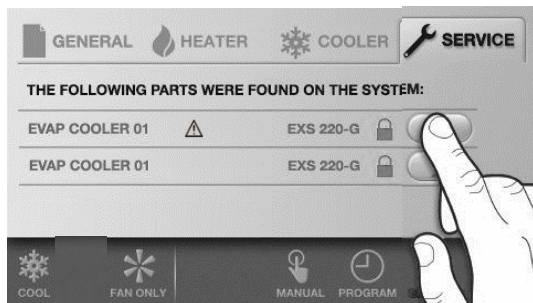 GENERAL HEATER COOLER SERVICE
THE FOLLOWING PARTS WERE FOUND ON THE SYSTEM:
EVAP COOLER 01 EXS 220-G
EVAP COOLER 01 EXS 220-G
COOL FAN ONLY MANUAL PROGRAM